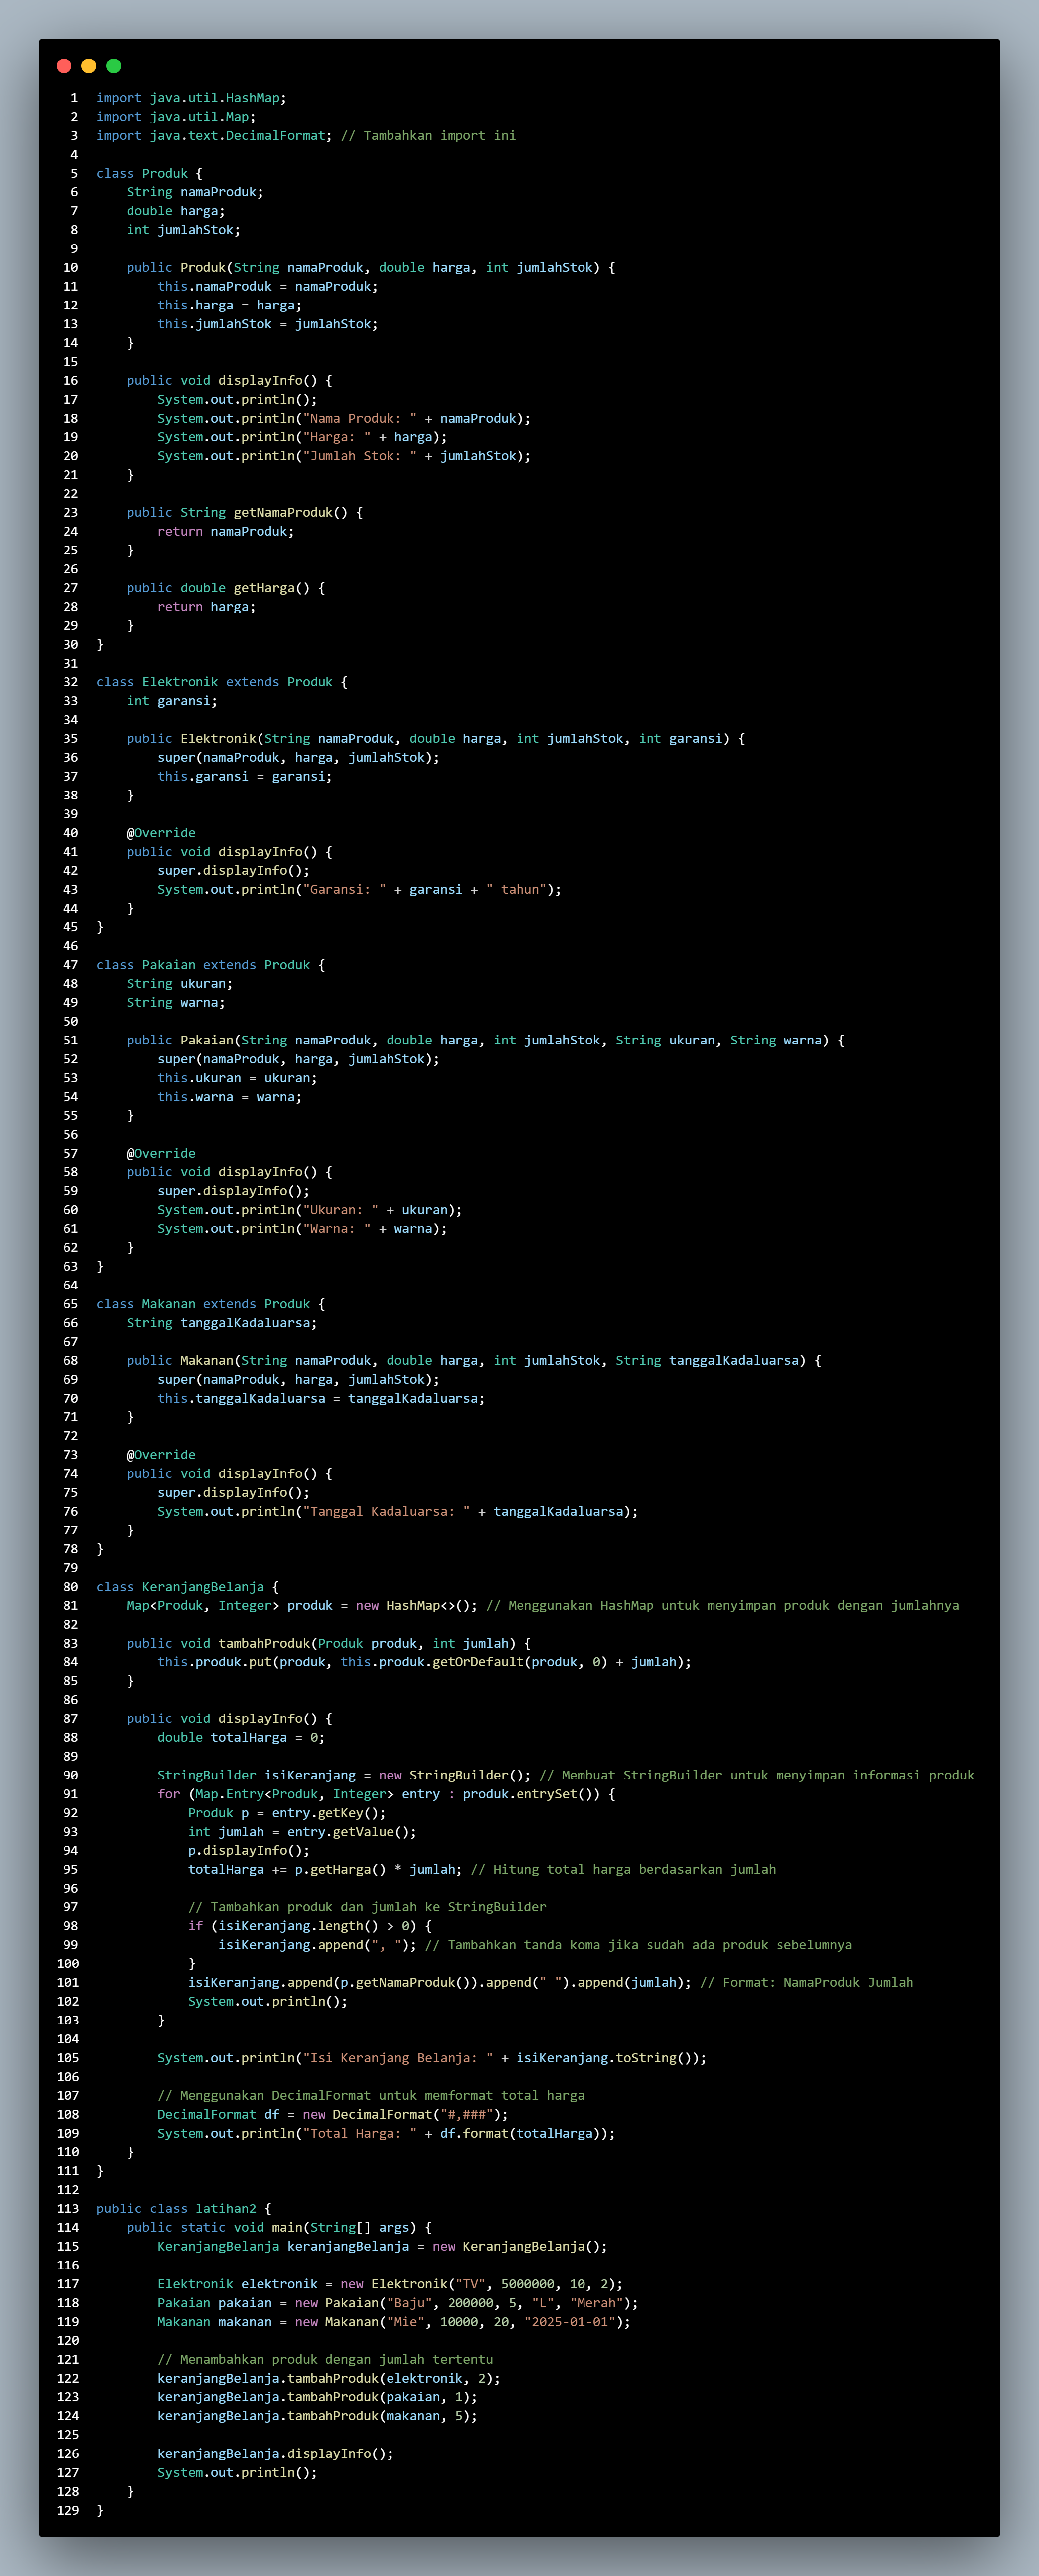 1 import java.util.HashMap;
2 import java.util.Map;
3 import java.text.DecimalFormat; // Tambahkan import ini
4
5 class Produk {
6     String namaProduk;
7     double harga;
8     int jumlahStok;
9
10     public Produk(String namaProduk, double harga, int jumlahStok) {
11         this.namaProduk = namaProduk;
12         this.harga = harga;
13         this.jumlahStok = jumlahStok;
14     }
15
16     public void displayInfo() {
17         System.out.println();
18         System.out.println("Nama Produk: " + namaProduk);
19         System.out.println("Harga: " + harga);
20         System.out.println("Jumlah Stok: " + jumlahStok);
21     }
22
23     public String getNamaProduk() {
24         return namaProduk;
25     }
26
27     public double getHarga() {
28         return harga;
29     }
30 }
31
32 class Elektronik extends Produk {
33     int garansi;
34
35     public Elektronik(String namaProduk, double harga, int jumlahStok, int garansi) {
36         super(namaProduk, harga, jumlahStok);
37         this.garansi = garansi;
38     }
39
40     @Override
41     public void displayInfo() {
42         super.displayInfo();
43         System.out.println("Garansi: " + garansi + " tahun");
44     }
45 }
46
47 class Pakaian extends Produk {
48     String ukuran;
49     String warna;
50
51     public Pakaian(String namaProduk, double harga, int jumlahStok, String ukuran, String warna) {
52         super(namaProduk, harga, jumlahStok);
53         this.ukuran = ukuran;
54         this.warna = warna;
55     }
56
57     @Override
58     public void displayInfo() {
59         super.displayInfo();
60         System.out.println("Ukuran: " + ukuran);
61         System.out.println("Warna: " + warna);
62     }
63 }
64
65 class Makanan extends Produk {
66     String tanggalKadaluarsa;
67
68     public Makanan(String namaProduk, double harga, int jumlahStok, String tanggalKadaluarsa) {
69         super(namaProduk, harga, jumlahStok);
70         this.tanggalKadaluarsa = tanggalKadaluarsa;
71     }
72
73     @Override
74     public void displayInfo() {
75         super.displayInfo();
76         System.out.println("Tanggal Kadaluarsa: " + tanggalKadaluarsa);
77     }
78 }
79
80 class KeranjangBelanja {
81     Map<Produk, Integer> produk = new HashMap<>(); // Menggunakan HashMap untuk menyimpan produk dengan jumlahnya
82
83     public void tambahProduk(Produk produk, int jumlah) {
84         this.produk.put(produk, this.produk.getOrDefault(produk, 0) + jumlah);
85     }
86
87     public void displayInfo() {
88         double totalHarga = 0;
89
90         StringBuilder isiKeranjang = new StringBuilder(); // Membuat StringBuilder untuk menyimpan informasi produk
91         for (Map.Entry<Produk, Integer> entry : produk.entrySet()) {
92             Produk p = entry.getKey();
93             int jumlah = entry.getValue();
94             p.displayInfo();
95             totalHarga += p.getHarga() * jumlah; // Hitung total harga berdasarkan jumlah
96
97             // Tambahkan produk dan jumlah ke StringBuilder
98             if (isiKeranjang.length() > 0) {
99                 isiKeranjang.append(", "); // Tambahkan tanda koma jika sudah ada produk sebelumnya
100             }
101             isiKeranjang.append(p.getNamaProduk()).append(" ").append(jumlah); // Format: NamaProduk Jumlah
102             System.out.println();
103         }
104
105         System.out.println("Isi Keranjang Belanja: " + isiKeranjang.toString());
106
107         // Menggunakan DecimalFormat untuk memformat total harga
108         DecimalFormat df = new DecimalFormat("#,###");
109         System.out.println("Total Harga: " + df.format(totalHarga));
110     }
111 }
112
113 public class latihan2 {
114     public static void main(String[] args) {
115         KeranjangBelanja keranjangBelanja = new KeranjangBelanja();
116
117         Elektronik elektronik = new Elektronik("TV", 5000000, 10, 2);
118         Pakaian pakaian = new Pakaian("Baju", 200000, 5, "L", "Merah");
119         Makanan makanan = new Makanan("Mie", 10000, 20, "2025-01-01");
120
121         // Menambahkan produk dengan jumlah tertentu
122         keranjangBelanja.tambahProduk(elektronik, 2);
123         keranjangBelanja.tambahProduk(pakaian, 1);
124         keranjangBelanja.tambahProduk(makanan, 5);
125
126         keranjangBelanja.displayInfo();
127         System.out.println();
128     }
129 }